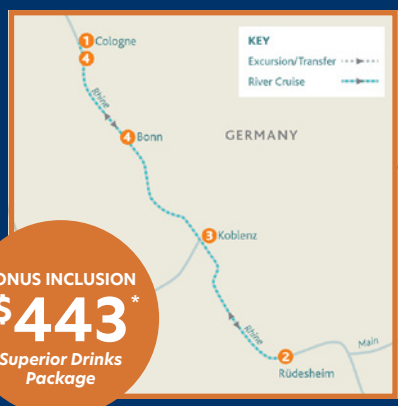 1 Cologne
4
KEY
Excursion/Transfer
River Cruise
Rhine
4 Bonn
GERMANY
3 Koblenz
ONUS INCLUSION
$443*
Superior Drinks
Package
Rhine
Main
2
Rüdesheim